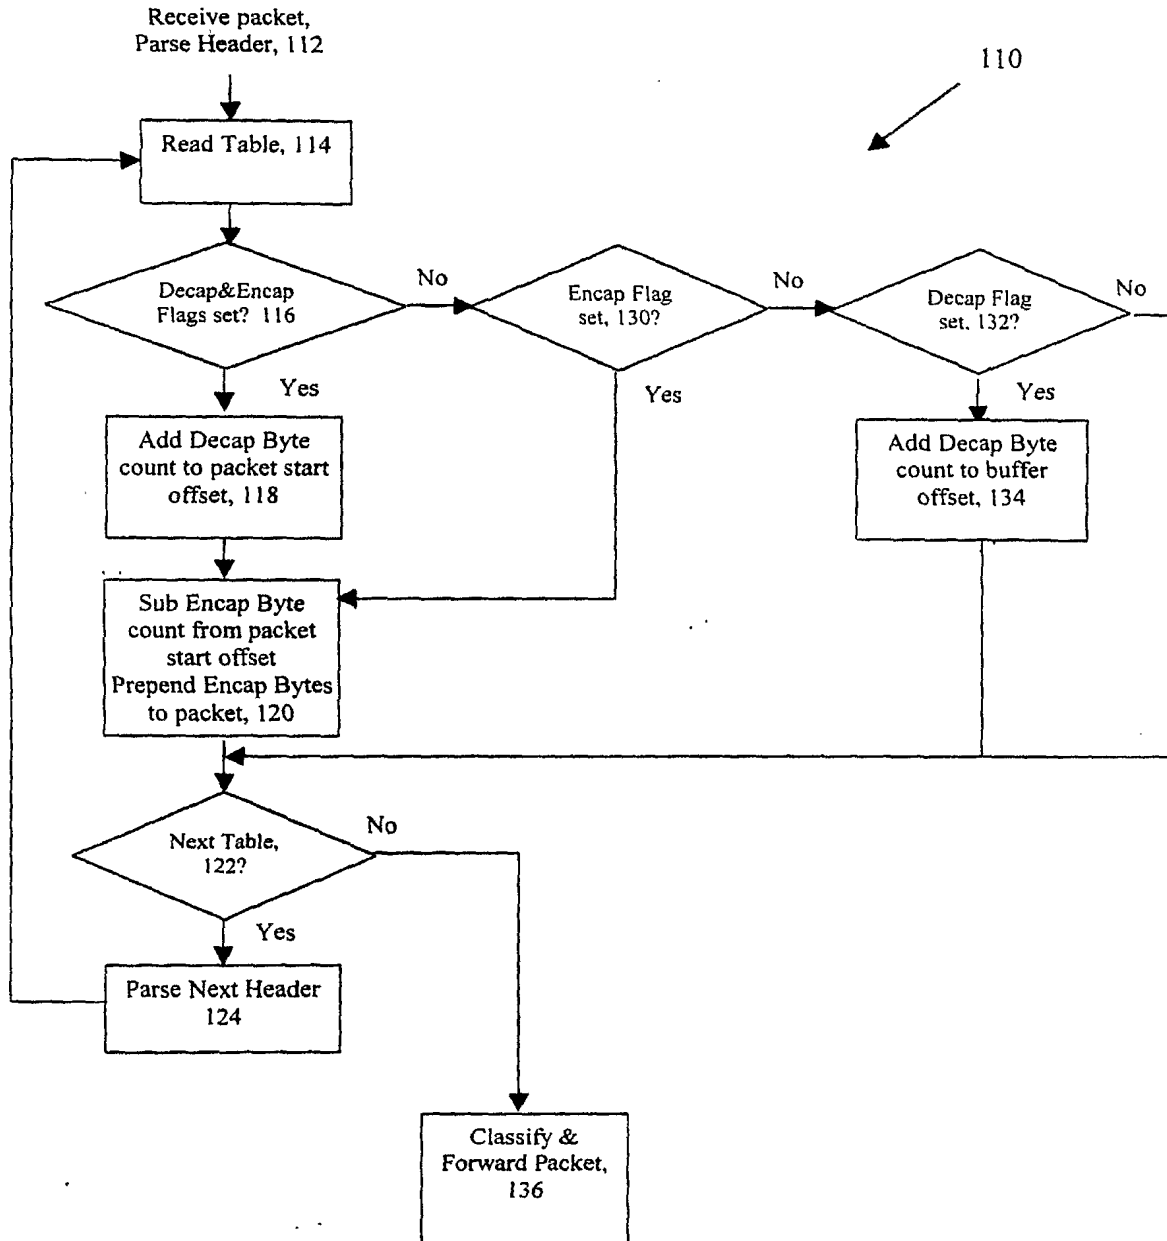 Receive packet,
Parse Header, 112
110
Read Table, 114
Decap&Encap
Flags set? 116
No
Encap Flag
set, 130?
No
Decap Flag
set, 132?
No
Yes
Yes
Yes
Add Decap Byte
count to packet start
offset, 118
Add Decap Byte
count to buffer
offset, 134
Sub Encap Byte
count from packet
start offset
Prepend Encap Bytes
to packet, 120
Next Table,
122?
No
Yes
Parse Next Header
124
Classify &
Forward Packet,
136